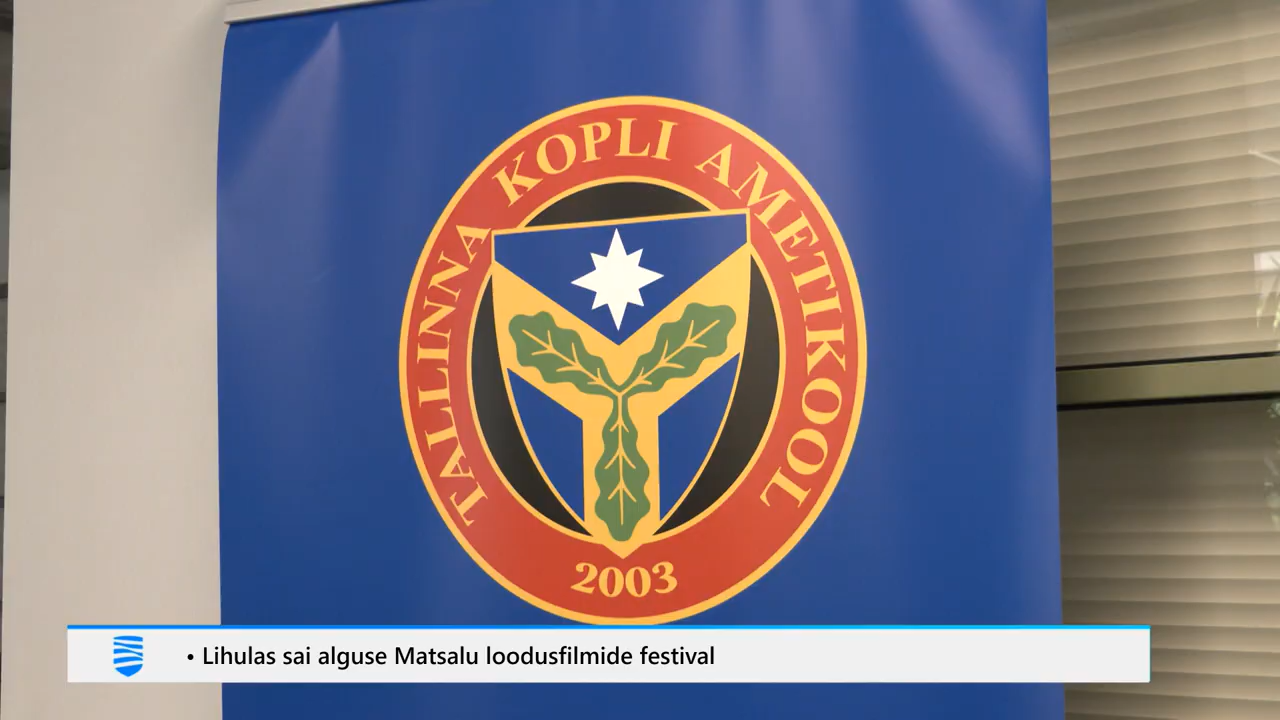 TALLINNA KOPLI AMETIKOOL
2003
• Lihulas sai alguse Matsalu loodusfilmide festival